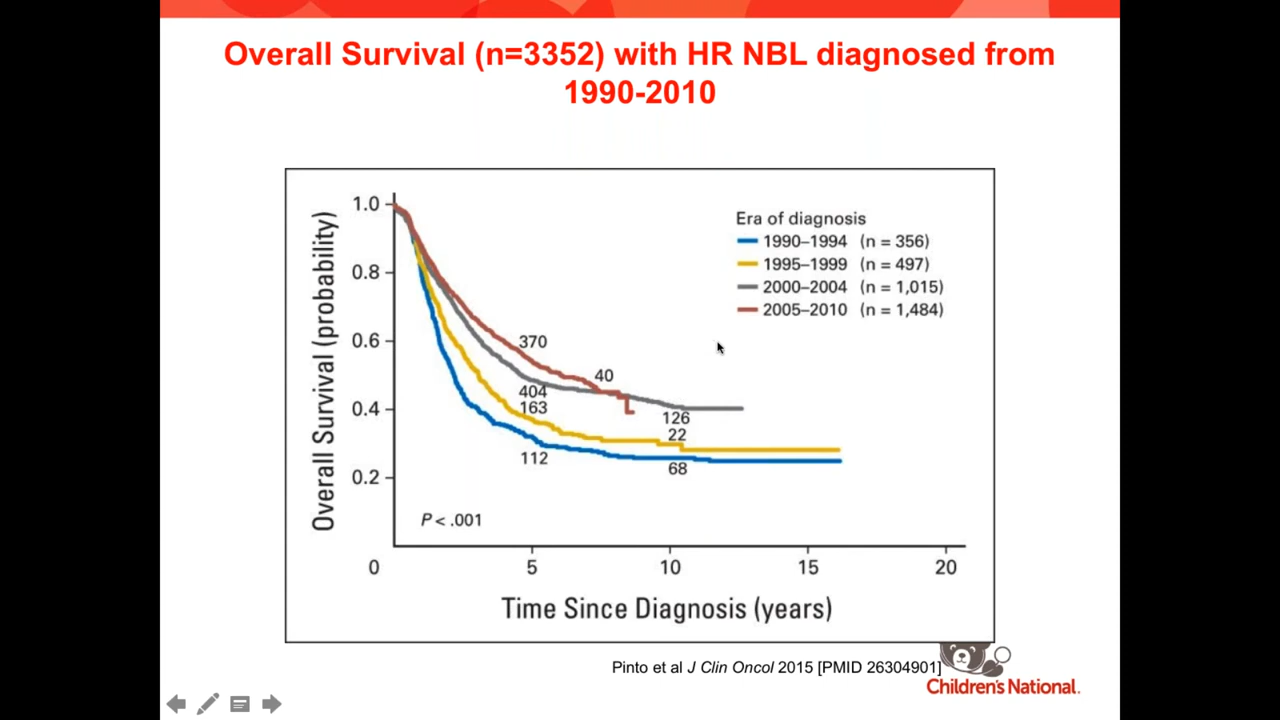 Overall Survival (n=3352) with HR NBL diagnosed from
1990-2010
Overall Survival (probability)
1.0
0.8
0.6
0.4
0.2
0
Era of diagnosis
1990–1994 (n = 356)
1995–1999 (n = 497)
2000–2004 (n = 1,015)
2005–2010 (n = 1,484)
370
40
404
163
126
22
112
68
P < .001
5
10
15
20
Time Since Diagnosis (years)
Pinto et al J Clin Oncol 2015 [PMID 26304901]
Children's National.